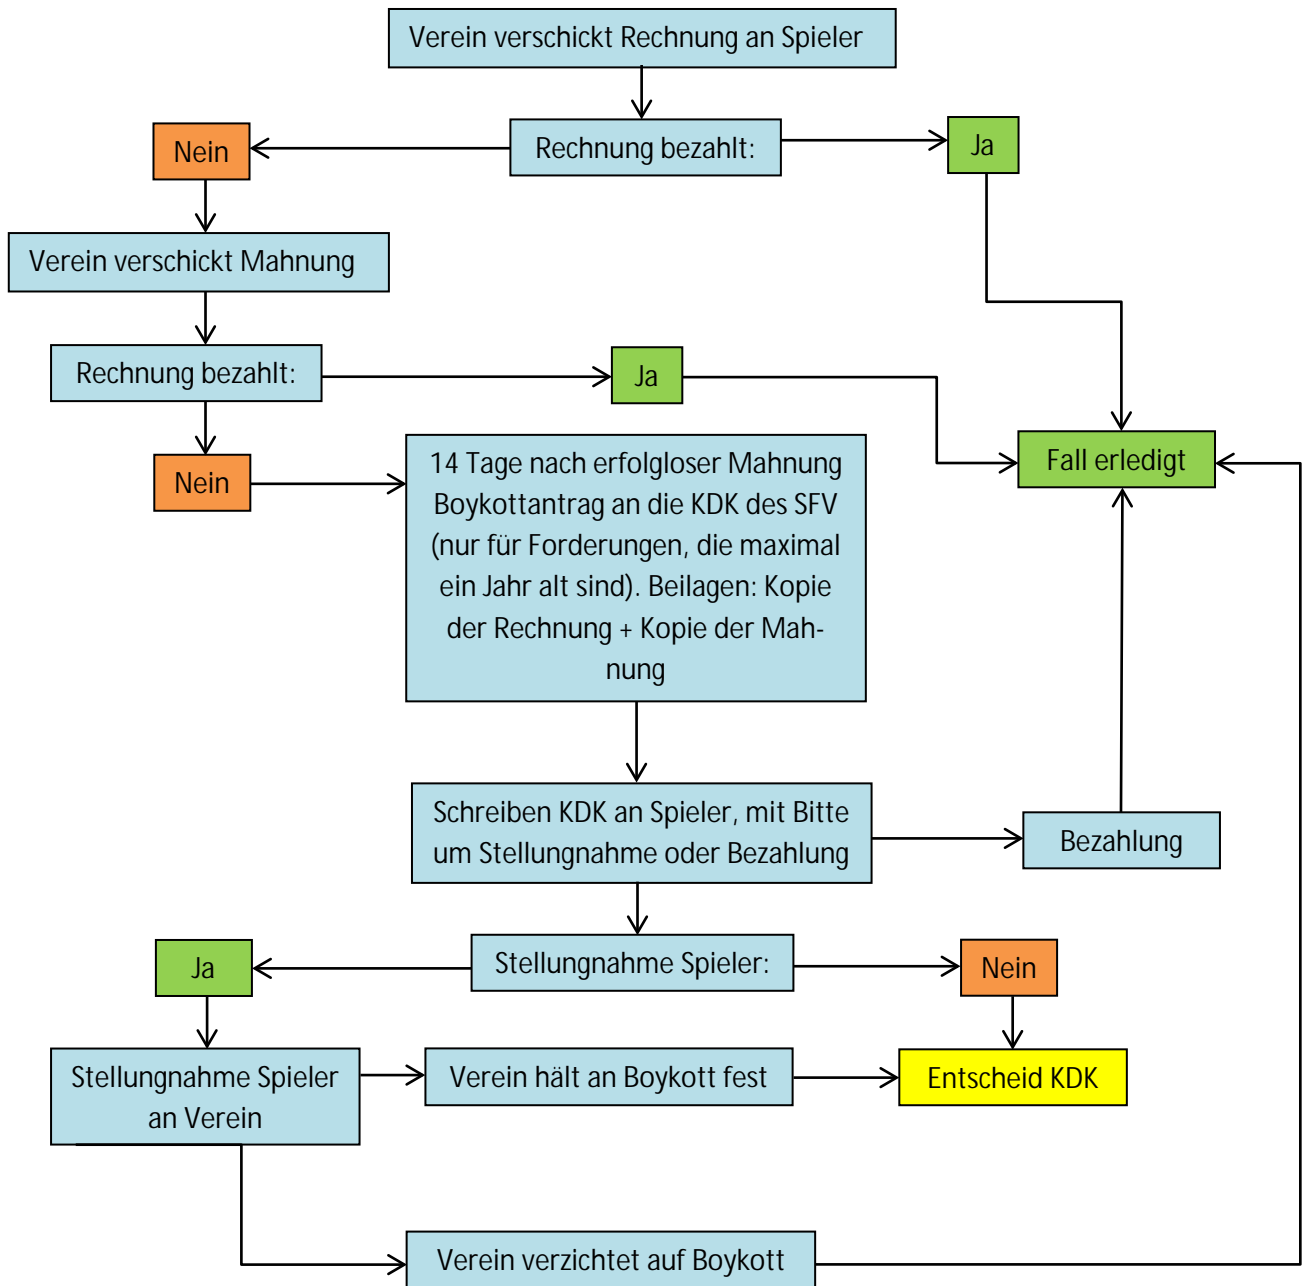 Verein verschickt Rechnung an Spieler
Nein
Rechnung bezahlt:
Ja
Verein verschickt Mahnung
Rechnung bezahlt:
Ja
Nein
14 Tage nach erfolgloser Mahnung
Boykottantrag an die KDK des SFV
(nur für Forderungen, die maximal
ein Jahr alt sind). Beilagen: Kopie
der Rechnung + Kopie der Mah-
nung
Fall erledigt
Schreiben KDK an Spieler, mit Bitte
um Stellungnahme oder Bezahlung
Bezahlung
Ja
Stellungnahme Spieler:
Nein
Stellungnahme Spieler
an Verein
Verein hält an Boykott fest
Entscheid KDK
Verein verzichtet auf Boykott